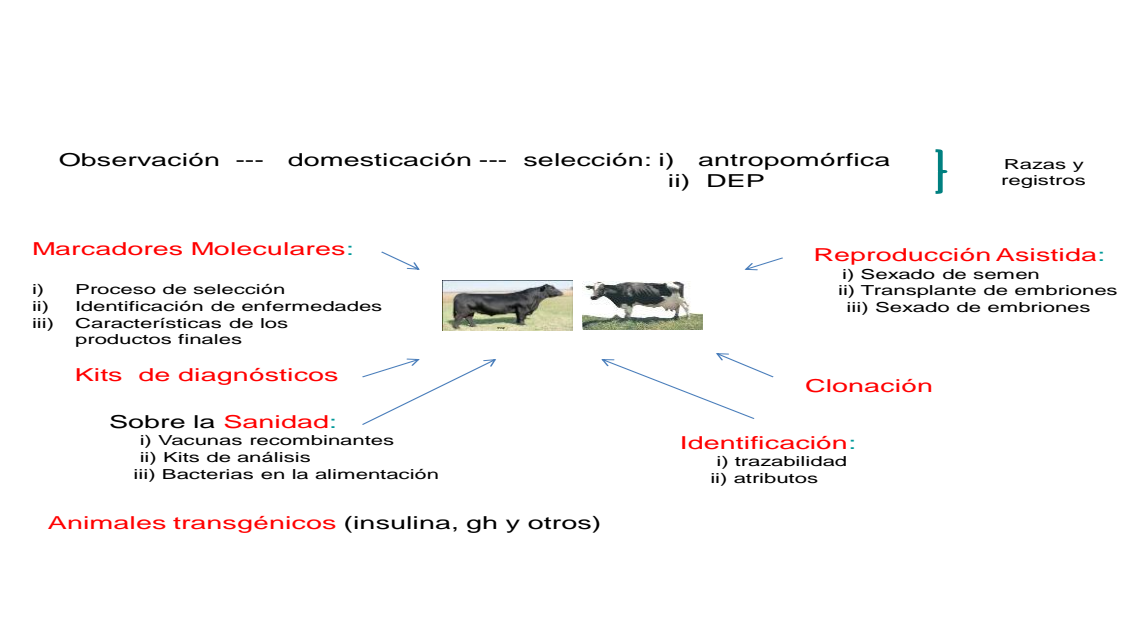 Observación --- domesticación --- selección: i) antropomórfica
ii) DEP
Razas y
registros
Marcadores Moleculares:
i) Proceso de selección
ii) Identificación de enfermedades
iii) Características de los
productos finales
Kits de diagnósticos
Sobre la Sanidad:
i) Vacunas recombinantes
ii) Kits de análisis
iii) Bacterias en la alimentación
Animales transgénicos (insulina, gh y otros)
Reproducción Asistida:
i) Sexado de semen
ii) Transplante de embriones
iii) Sexado de embriones
Clonación
Identificación:
i) trazabilidad
ii) atributos